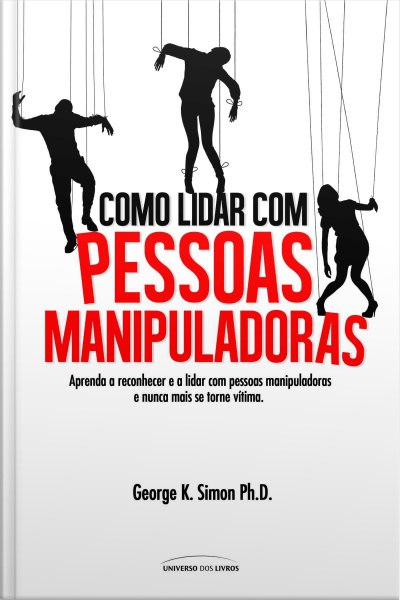 COMO LIDAR COM
PESSOAS
MANIPULADORAS
Aprenda a reconhecer e a lidar com pessoas manipuladoras
e nunca mais se torne vítima.
George K. Simon Ph.D.
UNIVERSO DOS LIVROS